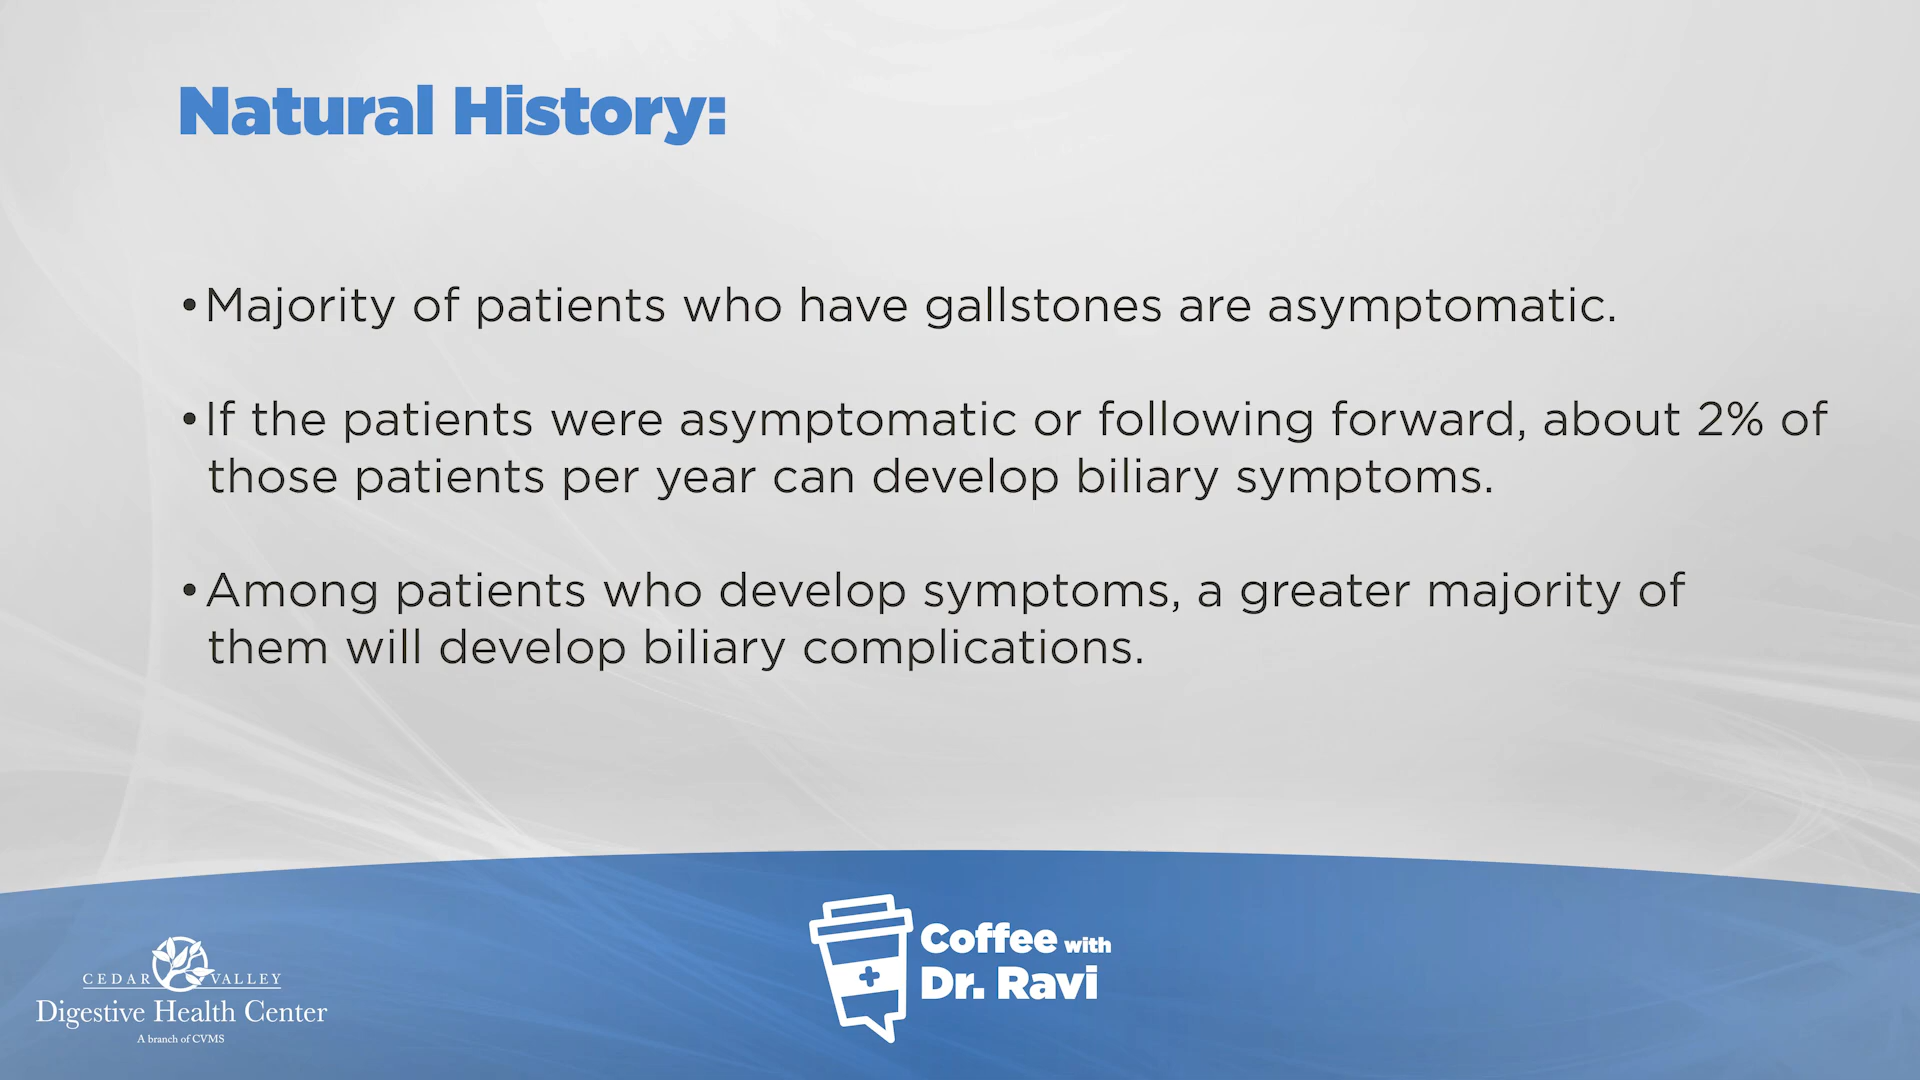 Natural History:
•Majority of patients who have gallstones are asymptomatic.
•If the patients were asymptomatic or following forward, about 2% of
those patients per year can develop biliary symptoms.
•Among patients who develop symptoms, a greater majority of
them will develop biliary complications.
CEDAR VALLEY
Digestive Health Center
A branch of CVMS
Coffee with
Dr. Ravi